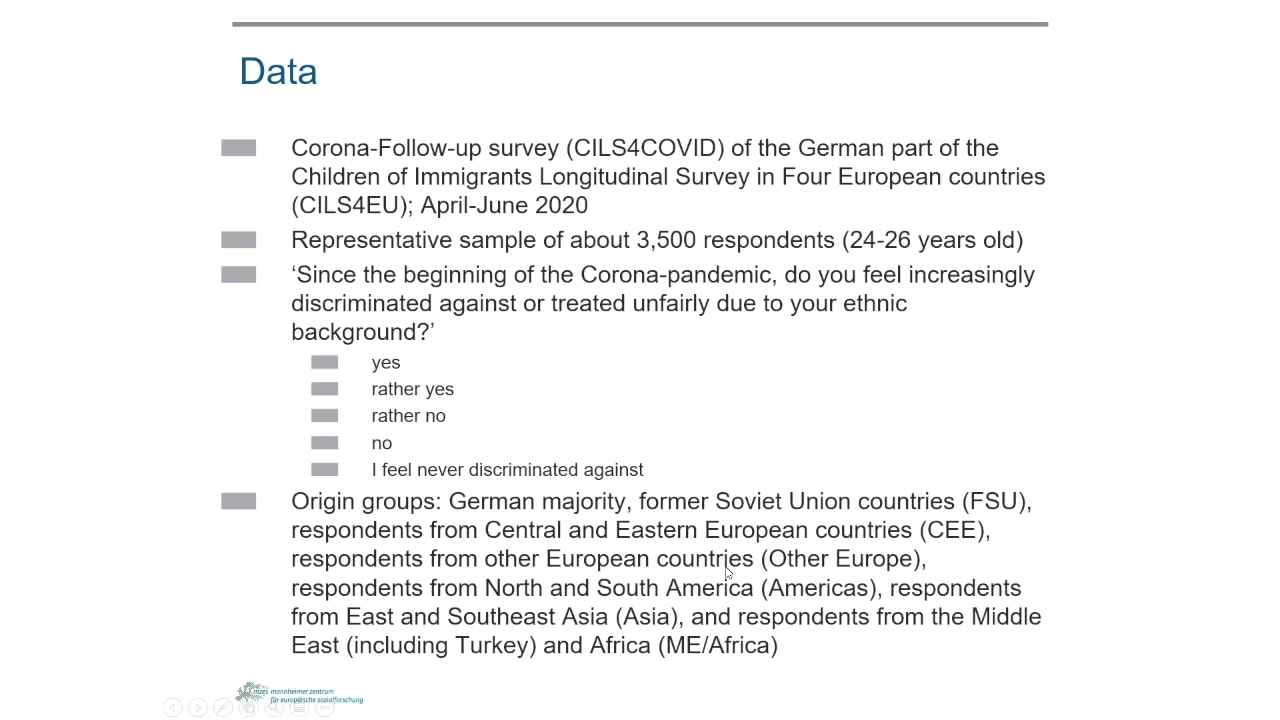 Data
Corona-Follow-up survey (CILS4COVID) of the German part of the
Children of Immigrants Longitudinal Survey in Four European countries
(CILS4EU); April-June 2020
Representative sample of about 3,500 respondents (24-26 years old)
‘Since the beginning of the Corona-pandemic, do you feel increasingly
discriminated against or treated unfairly due to your ethnic
background?’
yes
rather yes
rather no
no
I feel never discriminated against
Origin groups: German majority, former Soviet Union countries (FSU),
respondents from Central and Eastern European countries (CEE),
respondents from other European countries (Other Europe),
respondents from North and South America (Americas), respondents
from East and Southeast Asia (Asia), and respondents from the Middle
East (including Turkey) and Africa (ME/Africa)
mzes mannheimer zentrum
für europäische sozialforschung